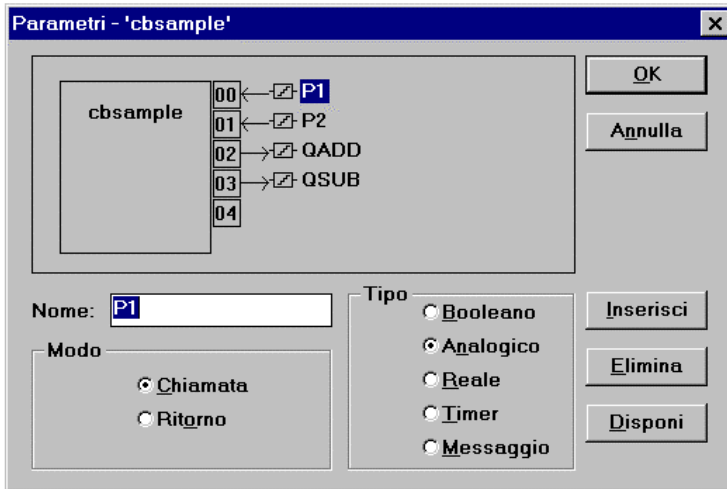 Parametri - 'cbsample'
cbsample
00 P1
01 P2
02 QADD
03 QSUB
04
OK
Annulla
Nome: P1
Modo
Chiamata
Ritorno
Tipo
Booleano
Analogico
Reale
Timer
Messaggio
Inserisci
Elimina
Disponi